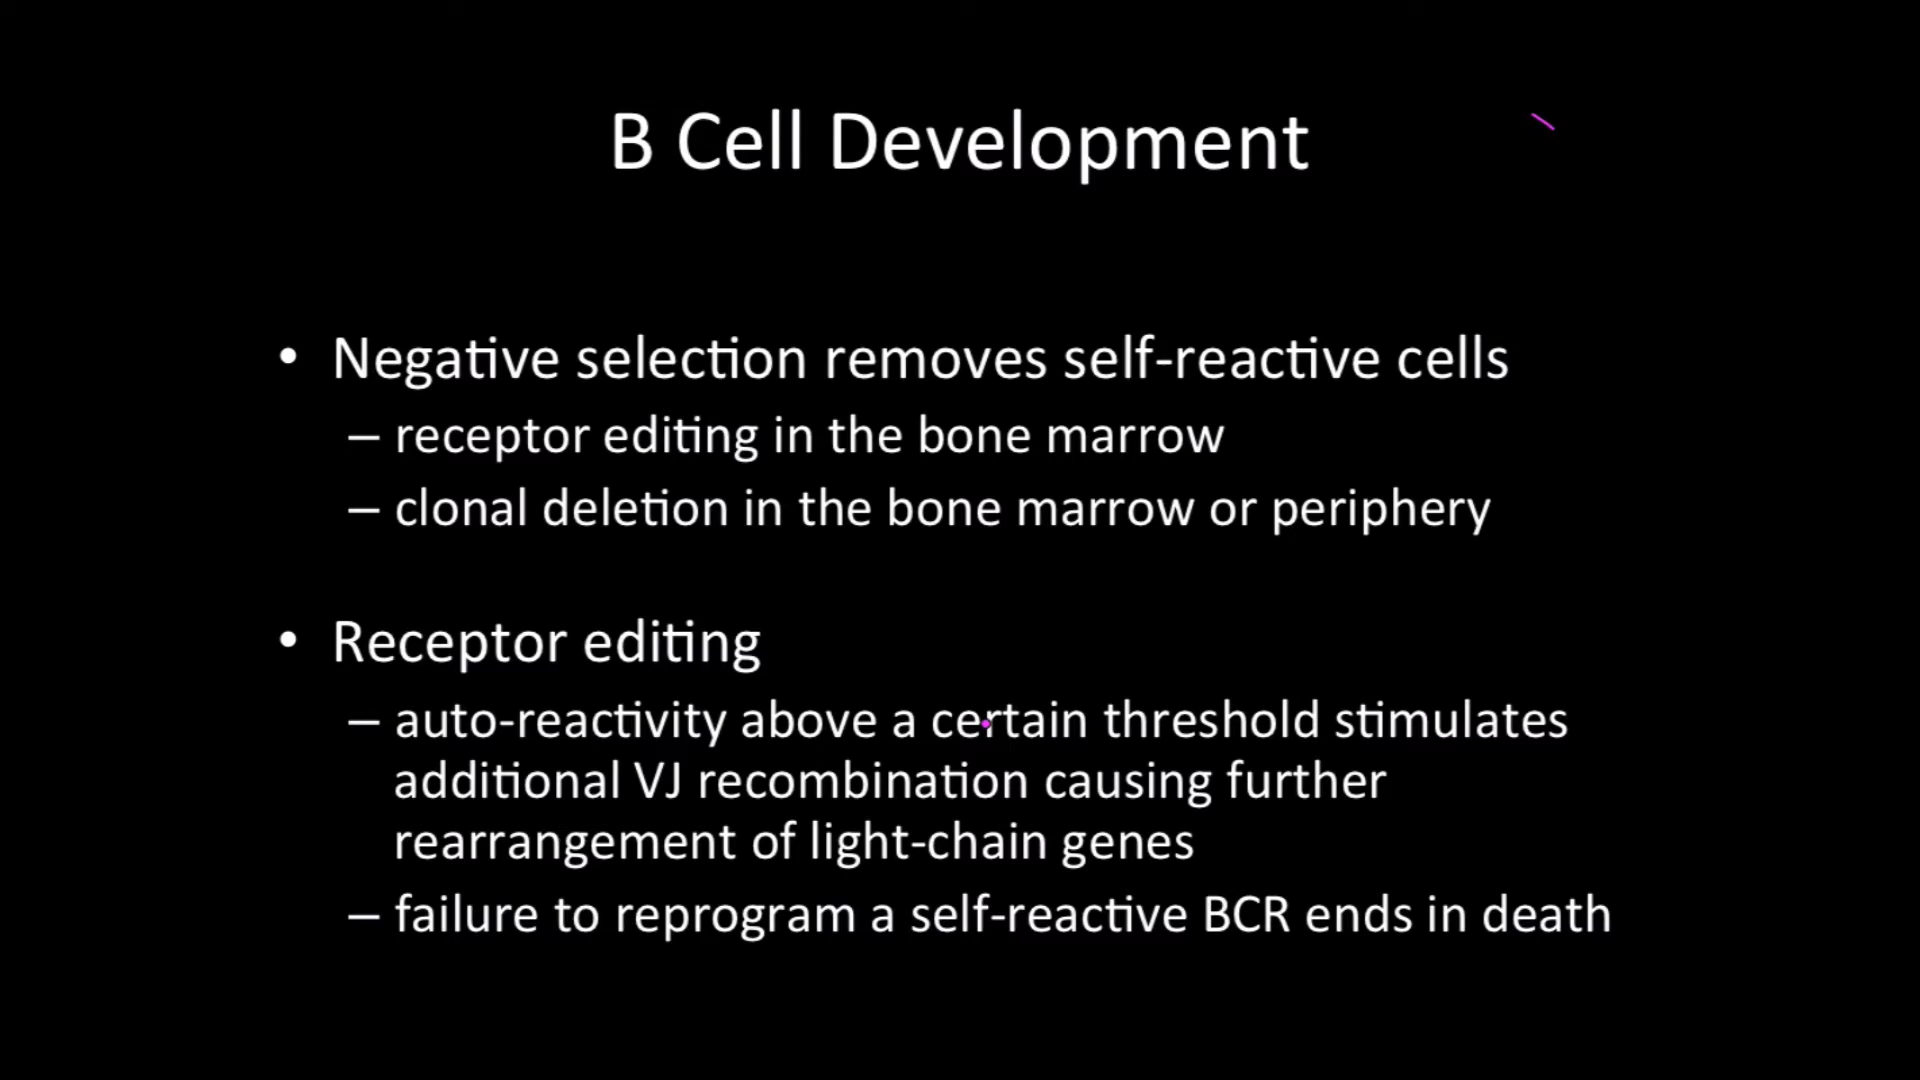 B Cell Development
• Negative selection removes self-reactive cells
– receptor editing in the bone marrow
– clonal deletion in the bone marrow or periphery
• Receptor editing
– auto-reactivity above a certain threshold stimulates
additional VJ recombination causing further
rearrangement of light-chain genes
– failure to reprogram a self-reactive BCR ends in death